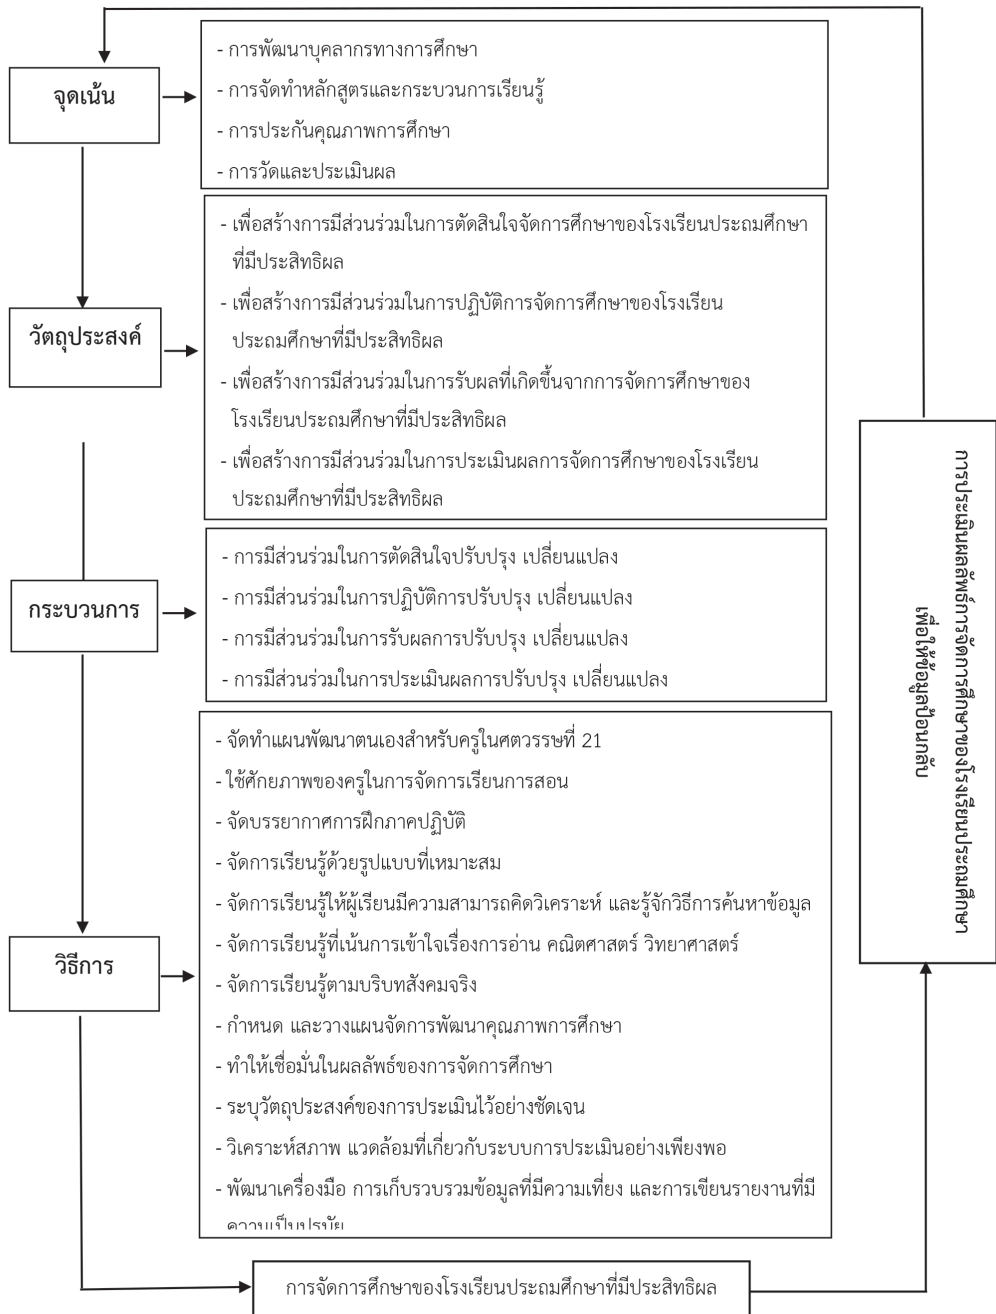 จุดเน้น
- การพัฒนาบุคลากรทางการศึกษา
- การจัดทำหลักสูตรและกระบวนการเรียนรู้
- การประกันคุณภาพการศึกษา
- การวัดและประเมินผล
วัตถุประสงค์
- เพื่อสร้างการมีส่วนร่วมในการตัดสินใจจัดการศึกษาของโรงเรียนประถมศึกษา
ที่มีประสิทธิผล
- เพื่อสร้างการมีส่วนร่วมในการปฏิบัติการจัดการศึกษาของโรงเรียน
ประถมศึกษาที่มีประสิทธิผล
- เพื่อสร้างการมีส่วนร่วมในการรับผลที่เกิดขึ้นจากการจัดการศึกษาของ
โรงเรียนประถมศึกษาที่มีประสิทธิผล
- เพื่อสร้างการมีส่วนร่วมในการประเมินผลการจัดการศึกษาของโรงเรียน
ประถมศึกษาที่มีประสิทธิผล
กระบวนการ
- การมีส่วนร่วมในการตัดสินใจปรับปรุง เปลี่ยนแปลง
- การมีส่วนร่วมในการปฏิบัติการปรับปรุง เปลี่ยนแปลง
- การมีส่วนร่วมในการรับผลการปรับปรุง เปลี่ยนแปลง
- การมีส่วนร่วมในการประเมินผลการปรับปรุง เปลี่ยนแปลง
วิธีการ
- จัดทำแผนพัฒนาตนเองสำหรับครูในศตวรรษที่ 21
- ใช้ศักยภาพของครูในการจัดการเรียนการสอน
- จัดบรรยากาศการฝึกภาคปฏิบัติ
- จัดการเรียนรู้ด้วยรูปแบบที่เหมาะสม
- จัดการเรียนรู้ให้ผู้เรียนมีความสามารถคิดวิเคราะห์ และรู้จักวิธีการค้นหาข้อมูล
- จัดการเรียนรู้ที่เน้นการเข้าใจเรื่องการอ่าน คณิตศาสตร์ วิทยาศาสตร์
- จัดการเรียนรู้ตามบริบทสังคมจริง
- กำหนด และวางแผนจัดการพัฒนาคุณภาพการศึกษา
- ทำให้เชื่อมั่นในผลลัพธ์ของการจัดการศึกษา
- ระบุวัตถุประสงค์ของการประเมินไว้อย่างชัดเจน
- วิเคราะห์สภาพ แวดล้อมที่เกี่ยวกับระบบการประเมินอย่างเพียงพอ
- พัฒนาเครื่องมือ การเก็บรวบรวมข้อมูลที่มีความเที่ยง และการเขียนรายงานที่มี
ความเป็นปรนัย
การจัดการศึกษาของโรงเรียนประถมศึกษาที่มีประสิทธิผล
การประเมินผลลัพธ์การจัดการศึกษาของโรงเรียนประถมศึกษา
เพื่อให้ข้อมูลป้อนกลับ